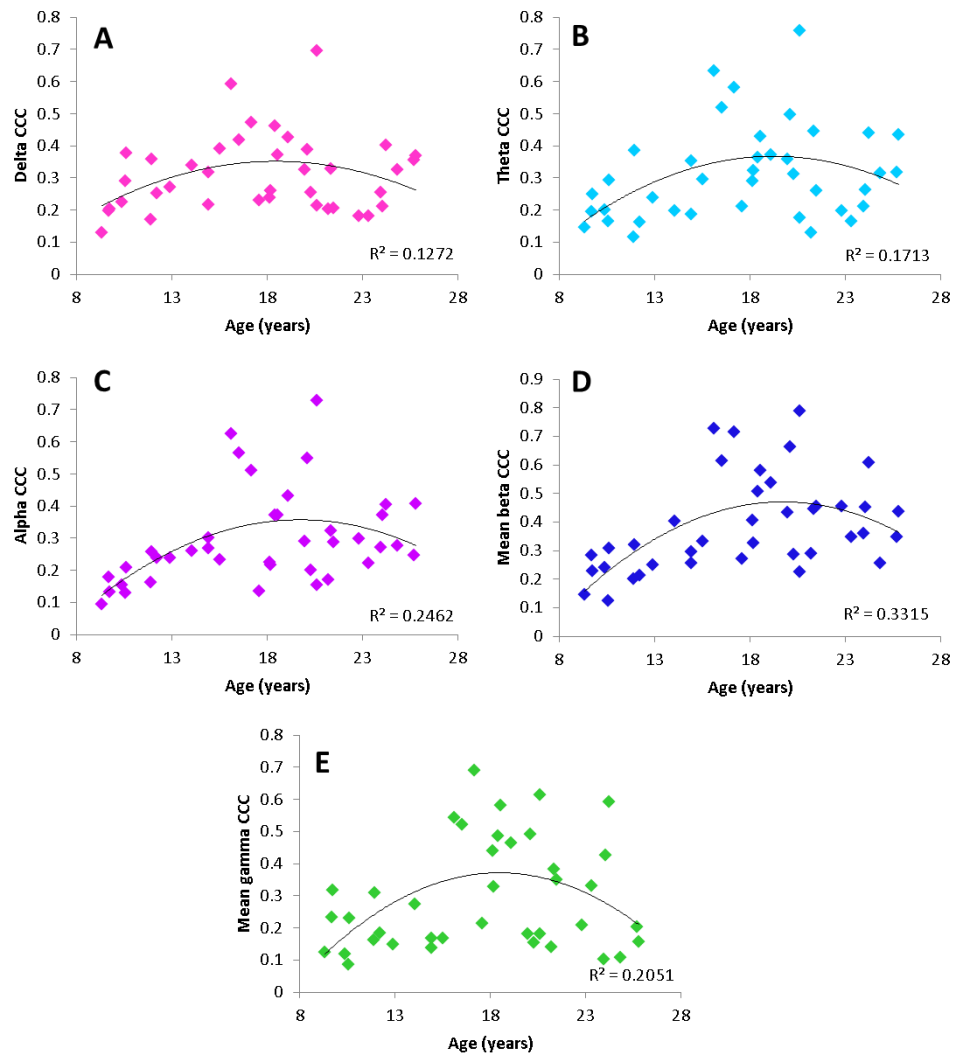 A
Delta CCC
0.8
0.7
0.6
0.5
0.4
0.3
0.2
0.1
0
R² = 0.1272
8 13 18 23 28
Age (years)
B
Theta CCC
0.8
0.7
0.6
0.5
0.4
0.3
0.2
0.1
0
R² = 0.1713
8 13 18 23 28
Age (years)
C
Alpha CCC
0.8
0.7
0.6
0.5
0.4
0.3
0.2
0.1
0
R² = 0.2462
8 13 18 23 28
Age (years)
D
Mean beta CCC
0.9
0.8
0.7
0.6
0.5
0.4
0.3
0.2
0.1
0
R² = 0.3315
8 13 18 23 28
Age (years)
E
Mean gamma CCC
0.8
0.7
0.6
0.5
0.4
0.3
0.2
0.1
0
R² = 0.2051
8 13 18 23 28
Age (years)